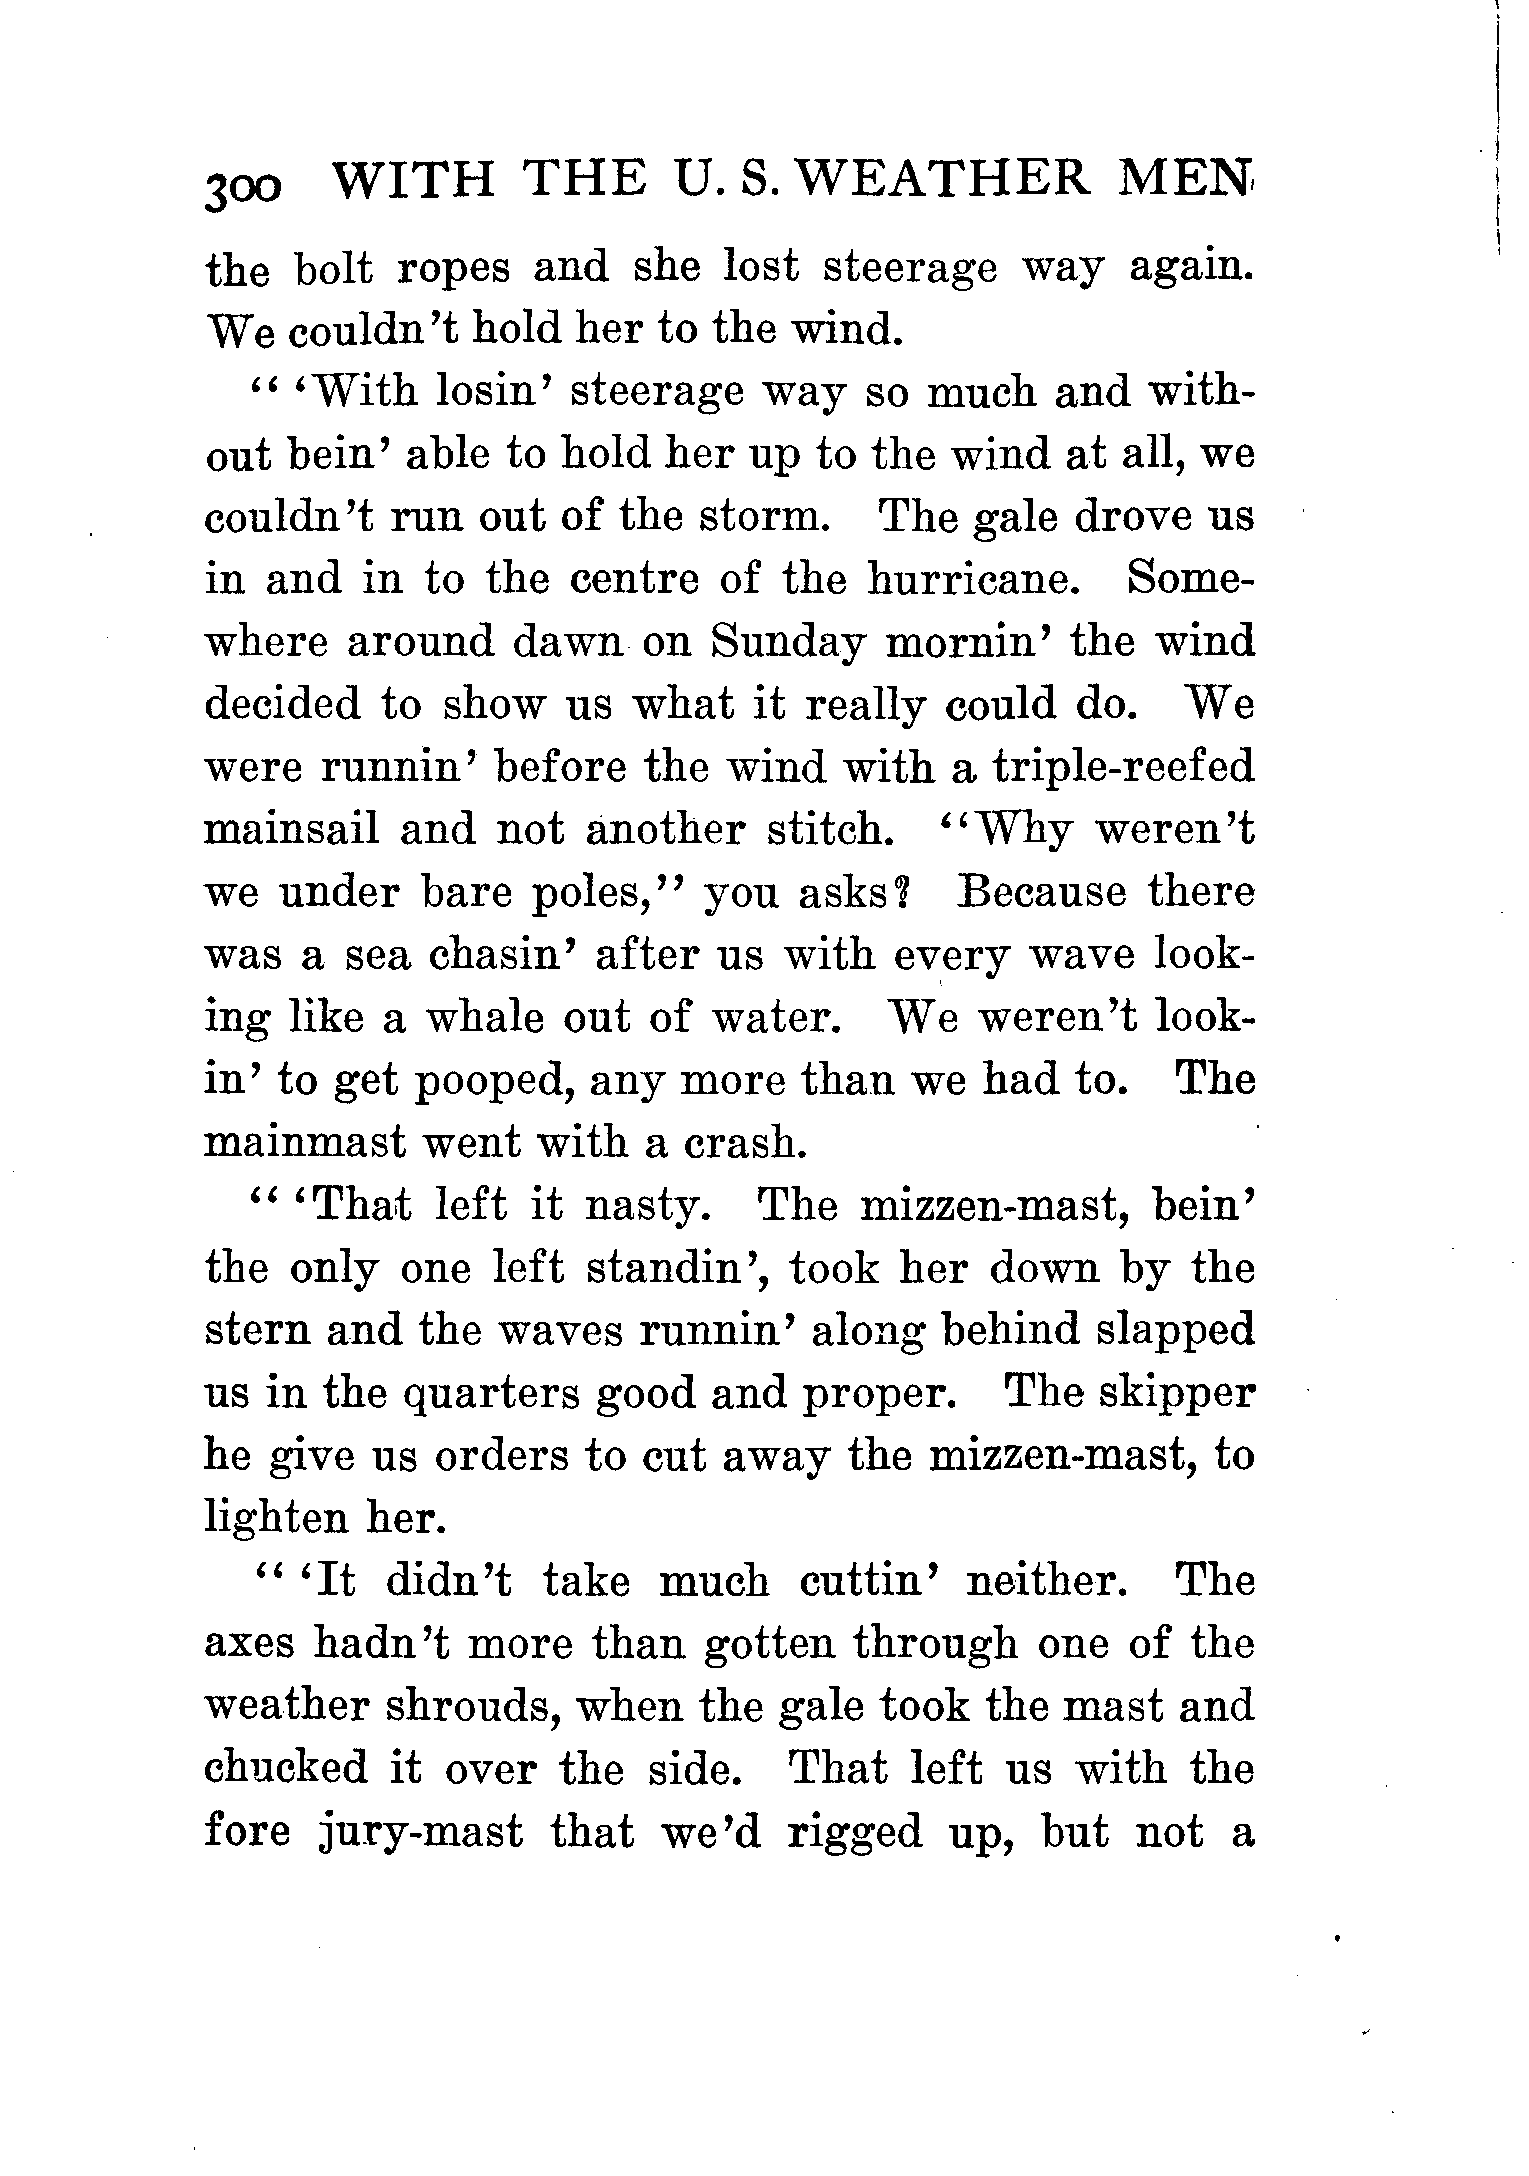 300 WITH THE U. S. WEATHER MEN
the bolt ropes and she lost steerage way again.
We couldn't hold her to the wind.
" 'With losin' steerage way so much and with-
out bein' able to hold her up to the wind at all, we
couldn't run out of the storm. The gale drove us
in and in to the centre of the hurricane. Some-
where around dawn on Sunday mornin' the wind
decided to show us what it really could do. We
were runnin' before the wind with a triple-reefed
mainsail and not another stitch. "Why weren't
we under bare poles," you asks? Because there
was a sea chasin' after us with every wave look-
ing like a whale out of water. We weren't look-
in' to get pooped, any more than we had to. The
mainmast went with a crash.
" 'That left it nasty. The mizzen-mast, bein'
the only one left standin', took her down by the
stern and the waves runnin' along behind slapped
us in the quarters good and proper. The skipper
he give us orders to cut away the mizzen-mast, to
lighten her.
" 'It didn't take much cuttin' neither. The
axes hadn't more than gotten through one of the
weather shrouds, when the gale took the mast and
chucked it over the side. That left us with the
fore jury-mast that we'd rigged up, but not a